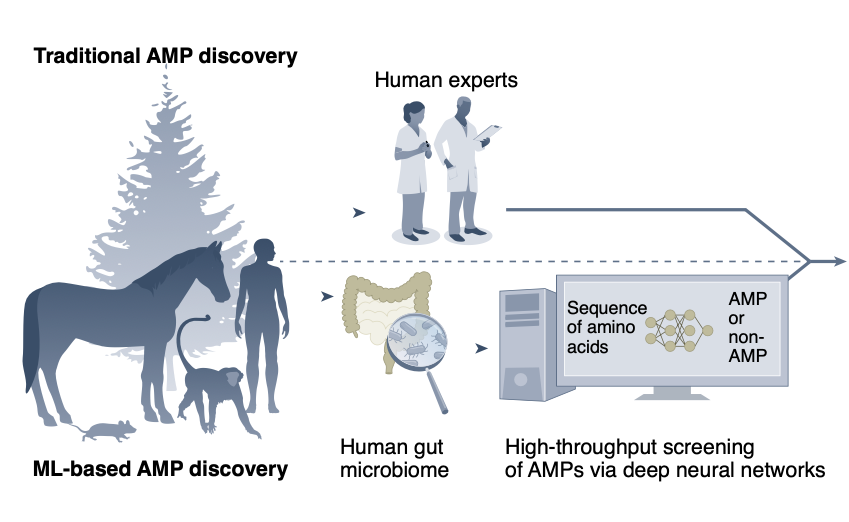 Traditional AMP discovery
Human experts
Sequence
of amino
acids
AMP
or
non-
AMP
Human gut
microbiome
High-throughput screening
of AMPs via deep neural networks
ML-based AMP discovery